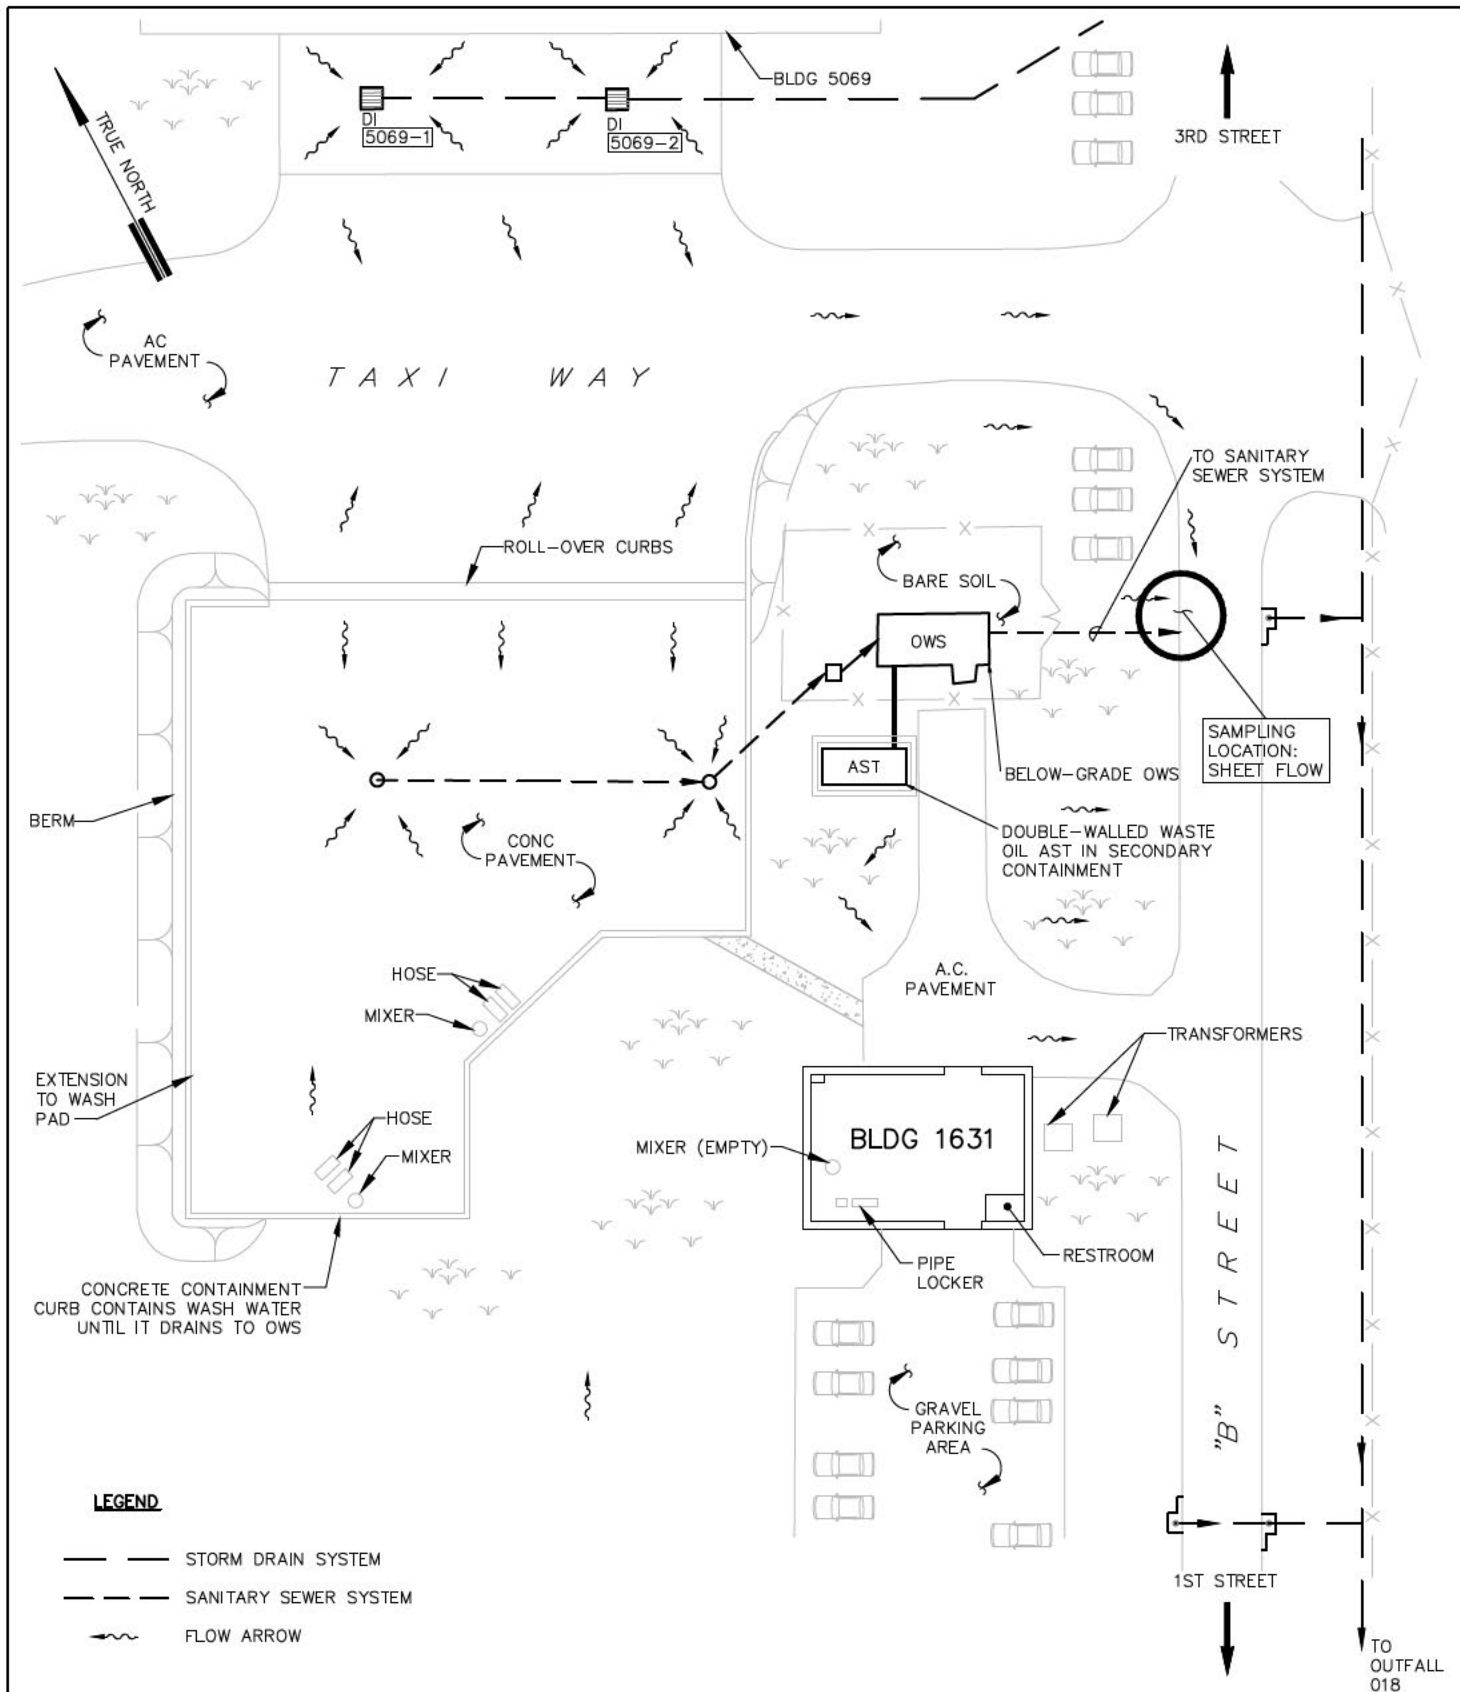 BLDG 5069
DI
5069-1
DI
5069-2
3RD STREET
TRUE NORTH
AC
PAVEMENT
TAXI WAY
TO SANITARY
SEWER SYSTEM
ROLL-OVER CURBS
BARE SOIL
OWS
SAMPLING
LOCATION:
SHEET FLOW
AST
BELOW-GRADE OWS
BERM
CONC
PAVEMENT
DOUBLE-WALLED WASTE
OIL AST IN SECONDARY
CONTAINMENT
HOSE
MIXER
A.C.
PAVEMENT
TRANSFORMERS
EXTENSION
TO WASH
PAD
HOSE
MIXER
MIXER (EMPTY)
BLDG 1631
"B" STREET
RESTROOM
PIPE
LOCKER
CONCRETE CONTAINMENT
CURB CONTAINS WASH WATER
UNTIL IT DRAINS TO OWS
GRAVEL
PARKING
AREA
LEGEND
STORM DRAIN SYSTEM
SANITARY SEWER SYSTEM
FLOW ARROW
1ST STREET
TO
OUTFALL
018